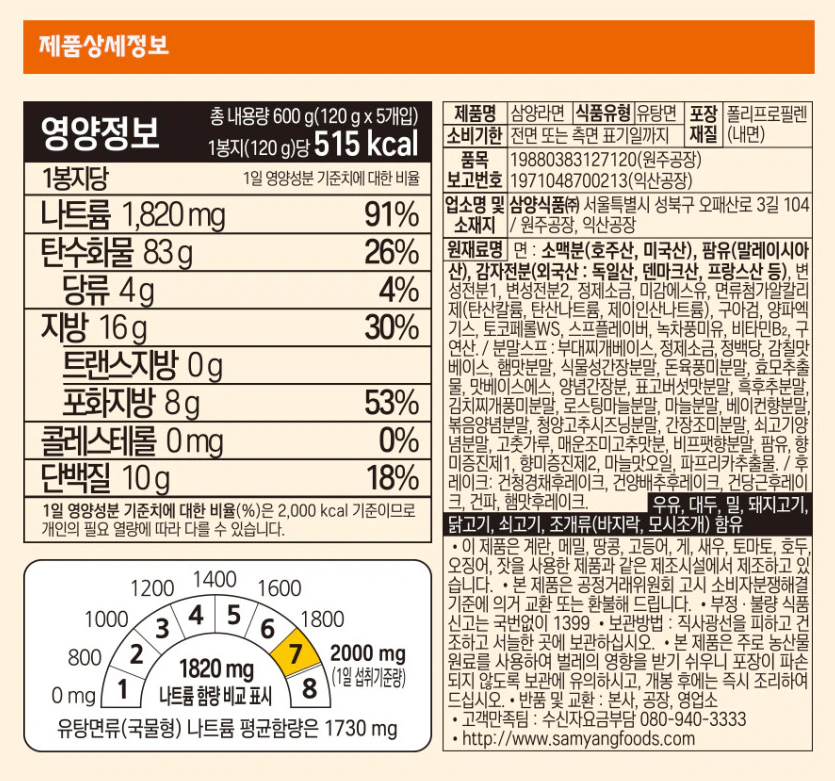 제품상세정보
영양정보
총 내용량 600 g(120 g x 5개입)
1봉지(120 g)당 515 kcal
1봉지당 1일 영양성분 기준치에 대한 비율
나트륨 1,820 mg 91%
탄수화물 83 g 26%
당류 4 g 4%
지방 16 g 30%
트랜스지방 0 g
포화지방 8 g 53%
콜레스테롤 0 mg 0%
단백질 10 g 18%
1일 영양성분 기준치에 대한 비율(%)은 2,000 kcal 기준이므로
개인의 필요 열량에 따라 다를 수 있습니다.
0 mg 800 1000 1200 1400 1600 1800 2000 mg
(1일 섭취기준량)
1 2 3 4 5 6 7 8
1820 mg
나트륨 함량 비교 표시
유탕면류(국물형) 나트륨 평균함량은 1730 mg
제품명 삼양라면 식품유형 유탕면 포장재질 폴리프로필렌(내면)
소비기한 전면 또는 측면 표기일까지
품목보고번호 19880383127120(원주공장)
1971048700213(익산공장)
업소명 및 소재지 삼양식품㈜ 서울특별시 성북구 오패산로 3길 104
/ 원주공장, 익산공장
원재료명 면 : 소맥분(호주산, 미국산), 팜유(말레이시아
산), 감자전분(외국산 : 독일산, 덴마크산, 프랑스산 등), 변
성전분1, 변성전분2, 정제소금, 미감에스유, 면류첨가알칼리
제(탄산칼륨, 탄산나트륨, 제이인산나트륨), 구아검, 양파엑
기스, 토코페롤WS, 스프플레이버, 녹차풍미유, 비타민B₂, 구
연산. / 분말스프 : 부대찌개베이스, 정제소금, 정백당, 감칠맛
베이스, 햄맛분말, 식물성간장분말, 돈육풍미분말, 효모추출
물, 맛베이스에스, 양념간장분, 표고버섯맛분말, 흑후추분말,
김치찌개풍미분말, 로스팅마늘분말, 마늘분말, 베이컨향분말,
볶음양념분말, 청양고추시즈닝분말, 간장조미분말, 쇠고기양
념분말, 고춧가루, 매운조미고추맛분, 비프팻향분말, 팜유, 향
미증진제1, 향미증진제2, 마늘맛오일, 파프리카추출물. / 후
레이크: 건청경채후레이크, 건양배추후레이크, 건당근후레이
크, 건파, 햄맛후레이크. 우유, 대두, 밀, 돼지고기,
닭고기, 쇠고기, 조개류(바지락, 모시조개) 함유
• 이 제품은 계란, 메밀, 땅콩, 고등어, 게, 새우, 토마토, 호두,
오징어, 잣을 사용한 제품과 같은 제조시설에서 제조하고 있
습니다. • 본 제품은 공정거래위원회 고시 소비자분쟁해결
기준에 의거 교환 또는 환불해 드립니다. • 부정 · 불량 식품
신고는 국번없이 1399 • 보관방법 : 직사광선을 피하고 건
조하고 서늘한 곳에 보관하십시오. • 본 제품은 주로 농산물
원료를 사용하여 벌레의 영향을 받기 쉬우니 포장이 파손
되지 않도록 보관에 유의하시고, 개봉 후에는 즉시 조리하여
드십시오. • 반품 및 교환 : 본사, 공장, 영업소
• 고객만족팀 : 수신자요금부담 080-940-3333
• http://www.samyangfoods.com